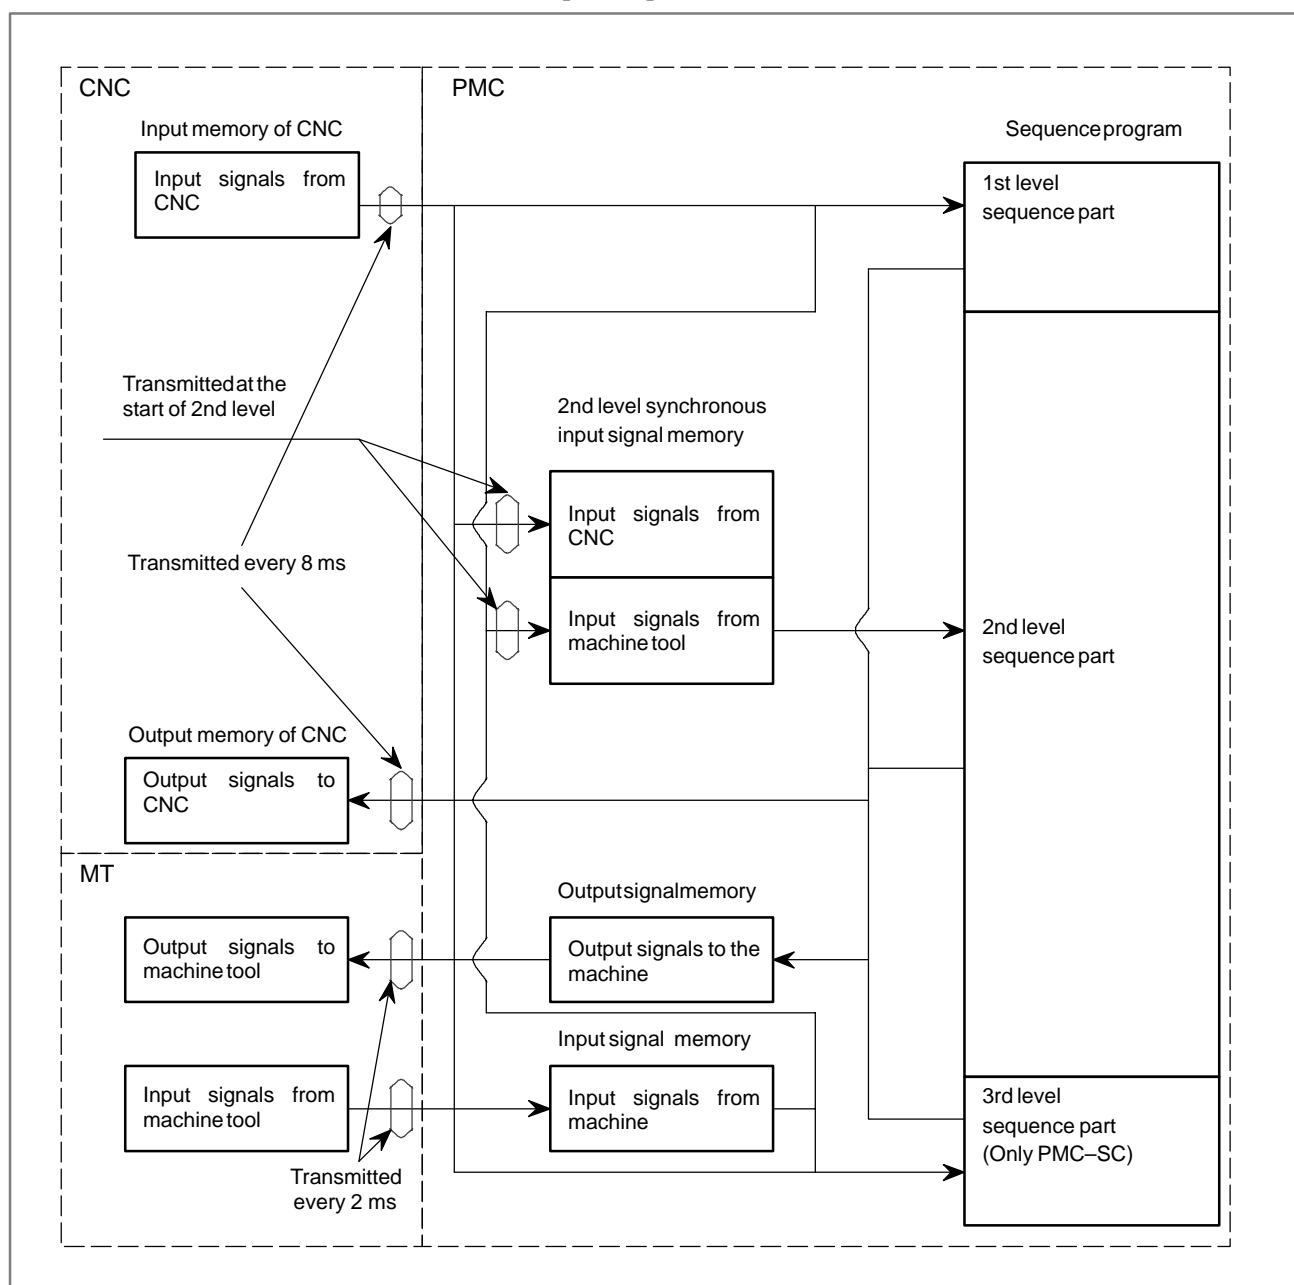 CNC
PMC
Input memory of CNC
Sequence program
Input signals from
CNC
1st level
sequence part
Transmitted at the
start of 2nd level
2nd level synchronous
input signal memory
Input signals from
CNC
Transmitted every 8 ms
Input signals from
machine tool
2nd level
sequence part
Output memory of CNC
Output signals to
CNC
MT
Output signal memory
Output signals to
machine tool
Output signals to the
machine
Input signal memory
Input signals from
machine tool
Input signals from
machine
3rd level
sequence part
(Only PMC–SC)
Transmitted
every 2 ms